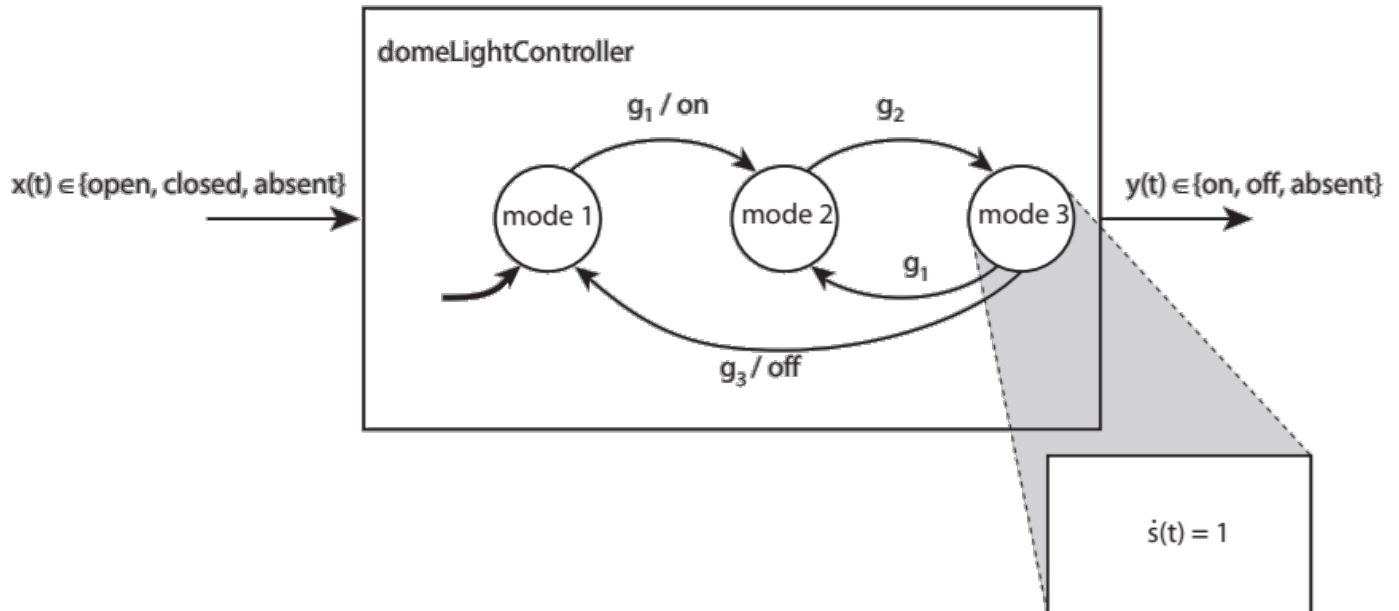 domeLightController
g₁ / on
g₂
x(t) ∈ {open, closed, absent}
y(t) ∈ {on, off, absent}
mode 1
mode 2
mode 3
g₁
g₃ / off
ṡ(t) = 1